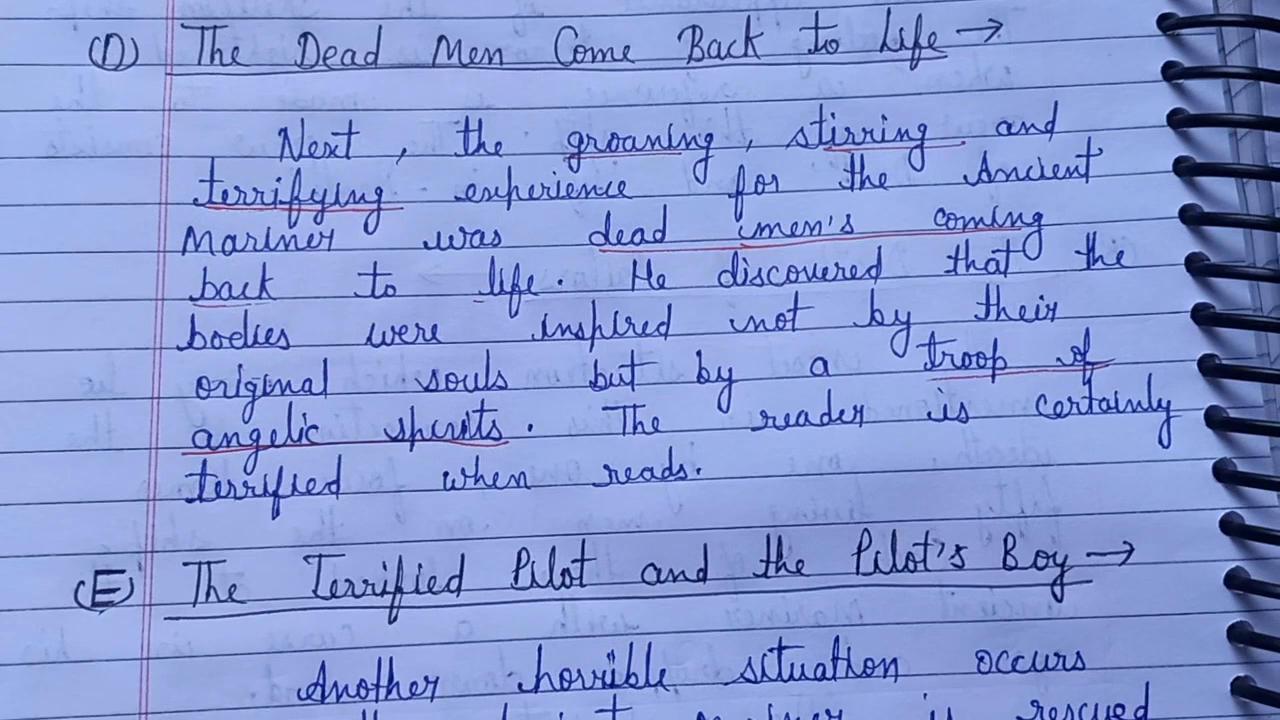 (D) The Dead Men Come Back to Life →
Next, the groaning, stirring and
terrifying experience for the Ancient
Mariner was dead men's coming
back to life. He discovered that the
bodies were inspired not by their
original souls but by a troop of
angelic spirits. The reader is certainly
terrified when reads.
(E) The Terrified Pilot and the Pilot's Boy →
Another horrible situation occurs
mariner is rescued